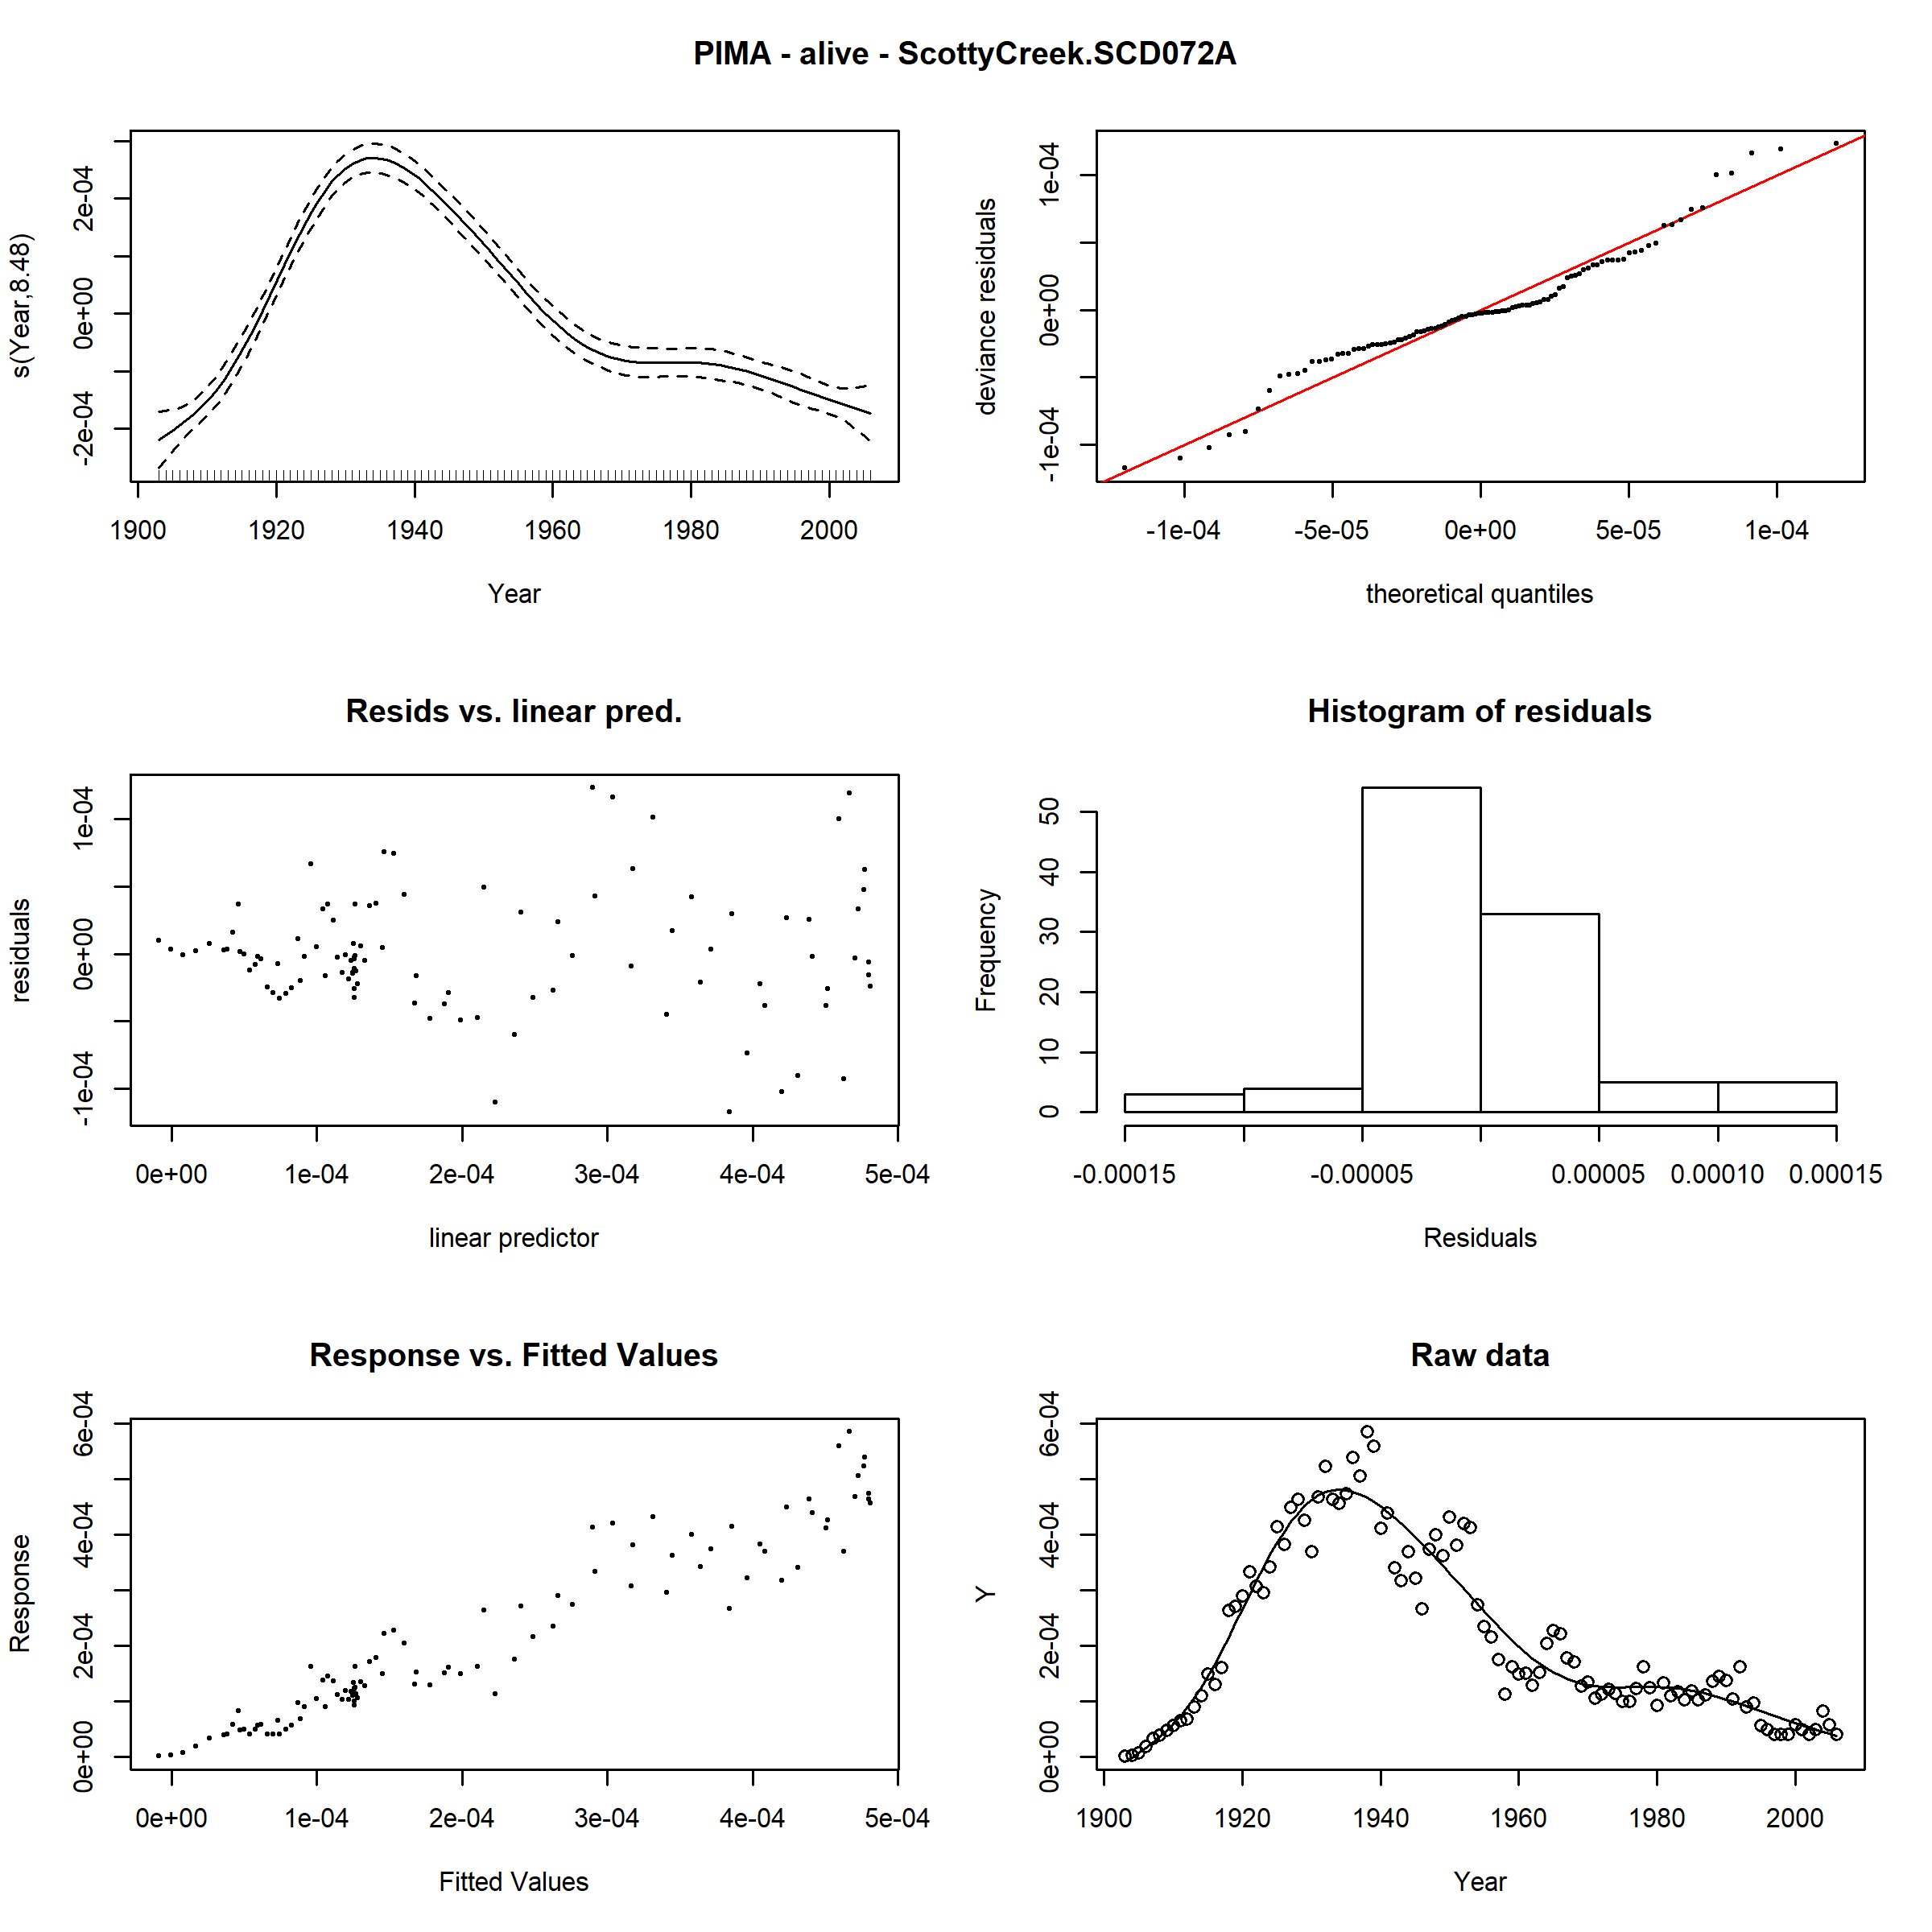 PIMA - alive - ScottyCreek.SCD072A
s(Year,8.48)
-2e-04 0e+00 2e-04
1900 1920 1940 1960 1980 2000
Year
deviance residuals
-1e-04 0e+00 1e-04
-1e-04 -5e-05 0e+00 5e-05 1e-04
theoretical quantiles
Resids vs. linear pred.
residuals
-1e-04 0e+00 1e-04
0e+00 1e-04 2e-04 3e-04 4e-04 5e-04
linear predictor
Histogram of residuals
Frequency
0 10 20 30 40 50
-0.00015 -0.00005 0.00005 0.00010 0.00015
Residuals
Response vs. Fitted Values
Response
0e+00 2e-04 4e-04 6e-04
0e+00 1e-04 2e-04 3e-04 4e-04 5e-04
Fitted Values
Raw data
Y
0e+00 2e-04 4e-04 6e-04
1900 1920 1940 1960 1980 2000
Year